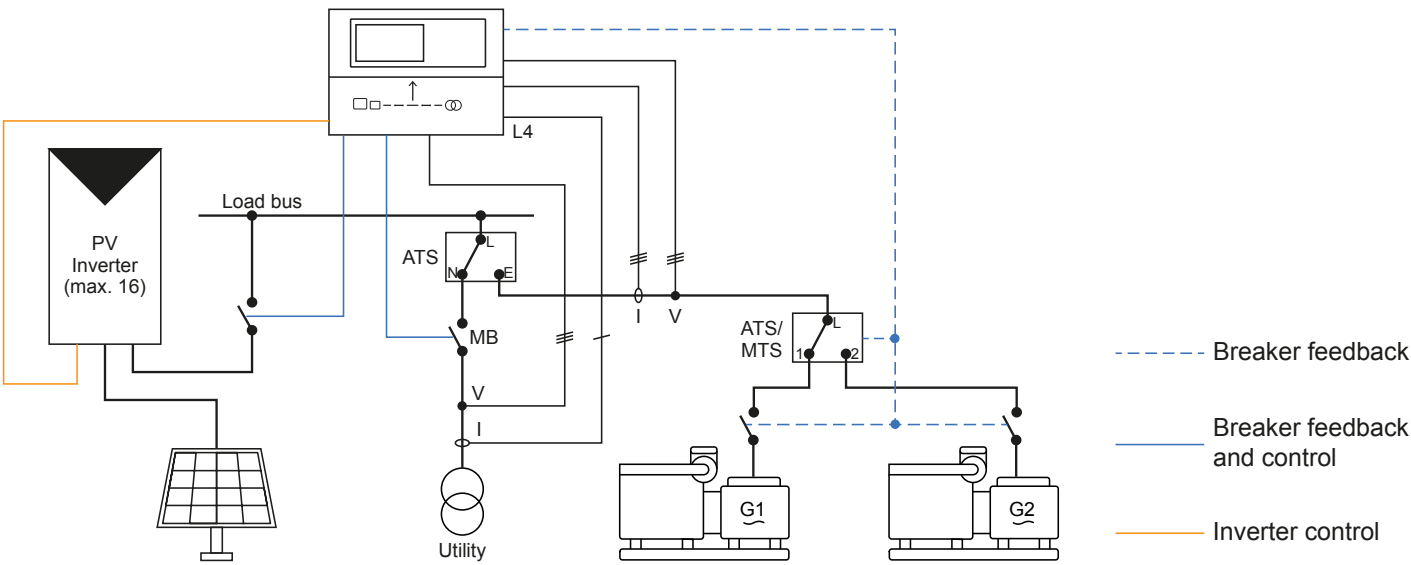 L4
Load bus
PV
Inverter
(max. 16)
ATS
L
N
E
I
V
MB
ATS/
MTS
L
1
2
V
I
G1
G2
Utility
Breaker feedback
Breaker feedback
and control
Inverter control